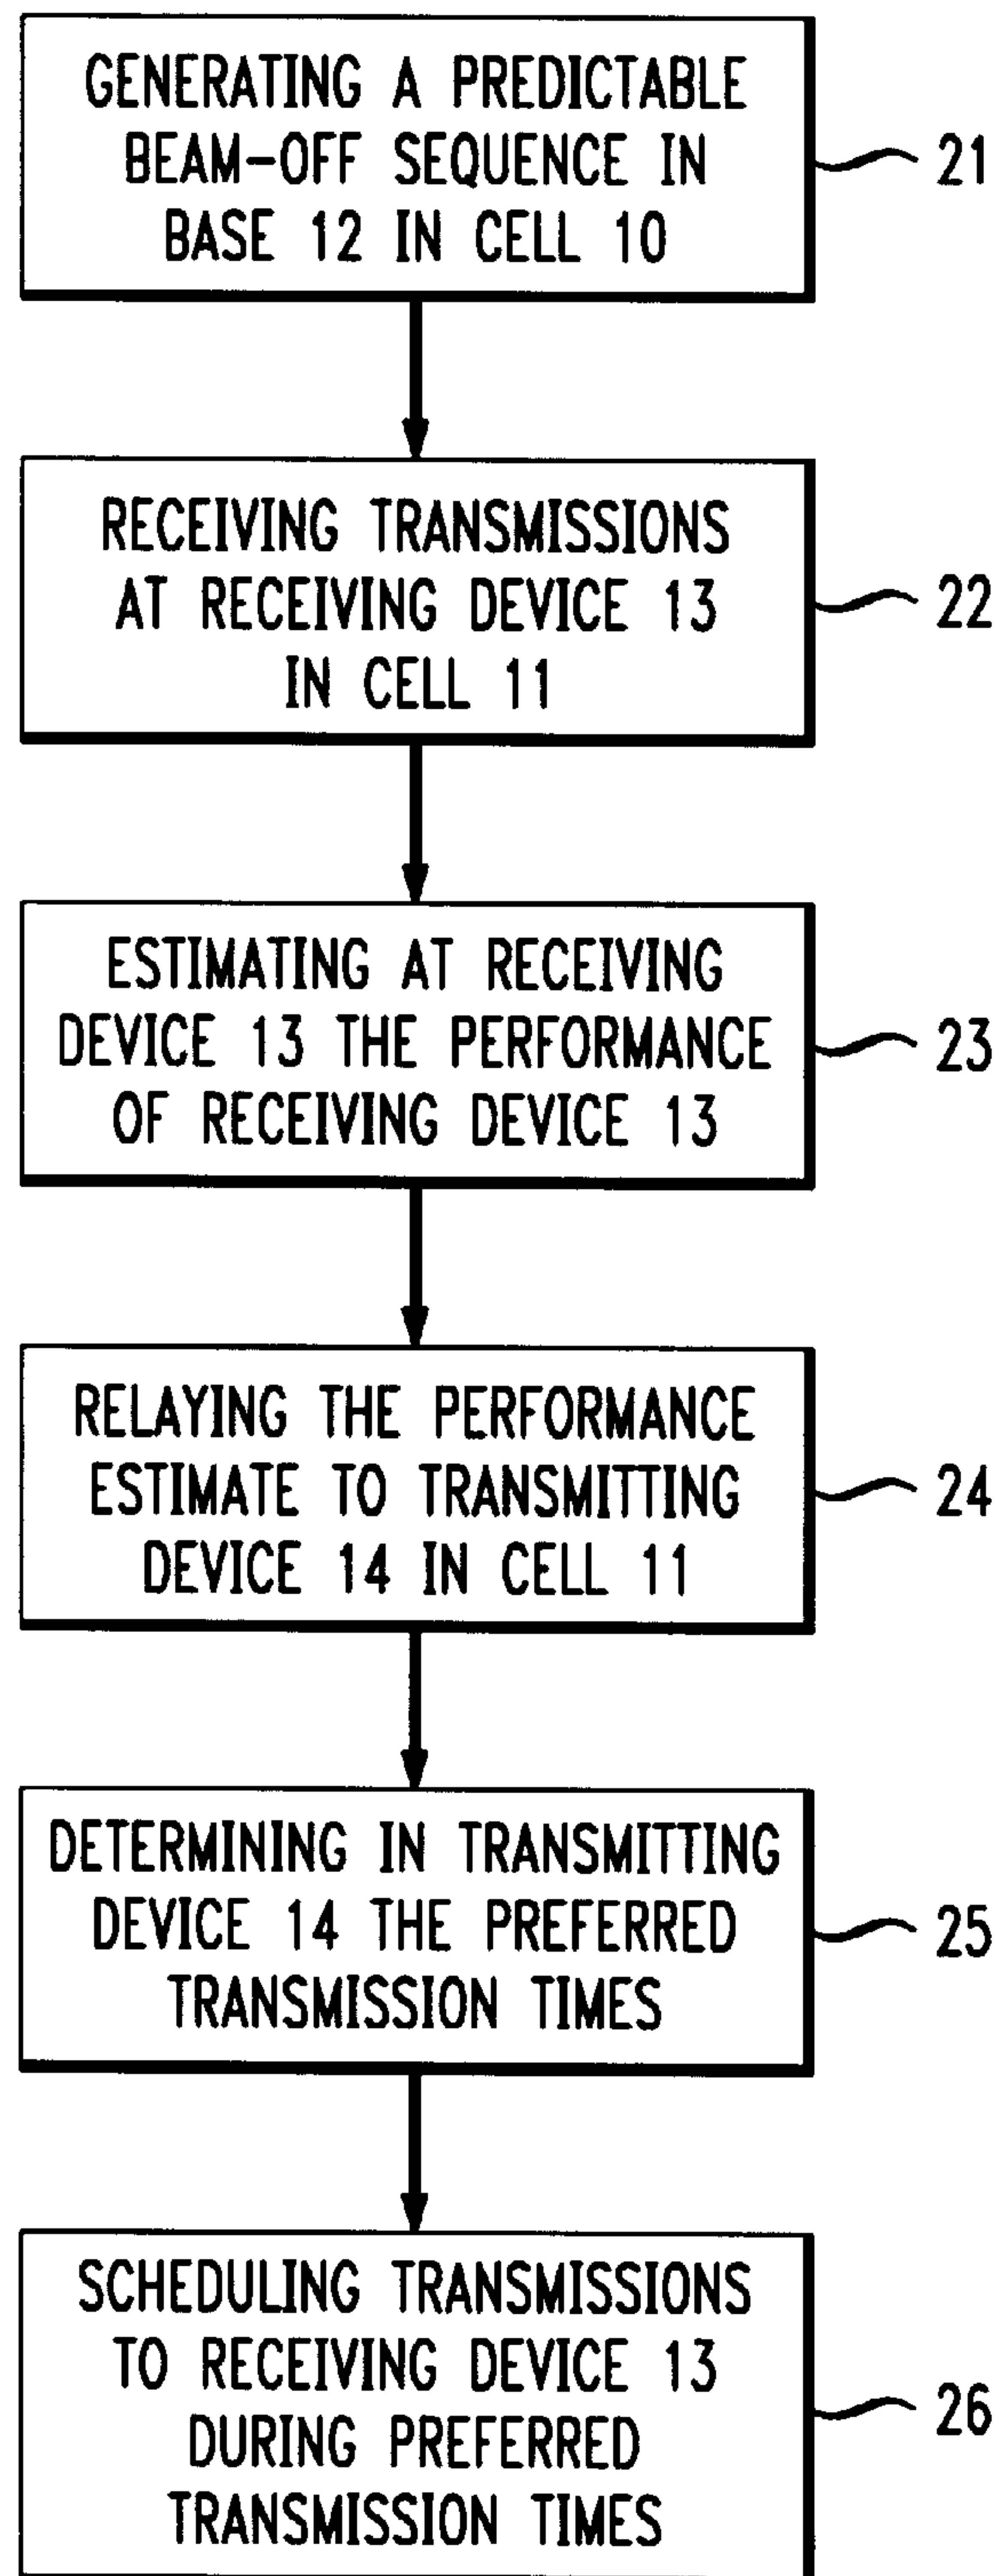 GENERATING A PREDICTABLE
BEAM-OFF SEQUENCE IN
BASE 12 IN CELL 10
21
RECEIVING TRANSMISSIONS
AT RECEIVING DEVICE 13
IN CELL 11
22
ESTIMATING AT RECEIVING
DEVICE 13 THE PERFORMANCE
OF RECEIVING DEVICE 13
23
RELAYING THE PERFORMANCE
ESTIMATE TO TRANSMITTING
DEVICE 14 IN CELL 11
24
DETERMINING IN TRANSMITTING
DEVICE 14 THE PREFERRED
TRANSMISSION TIMES
25
SCHEDULING TRANSMISSIONS
TO RECEIVING DEVICE 13
DURING PREFERRED
TRANSMISSION TIMES
26